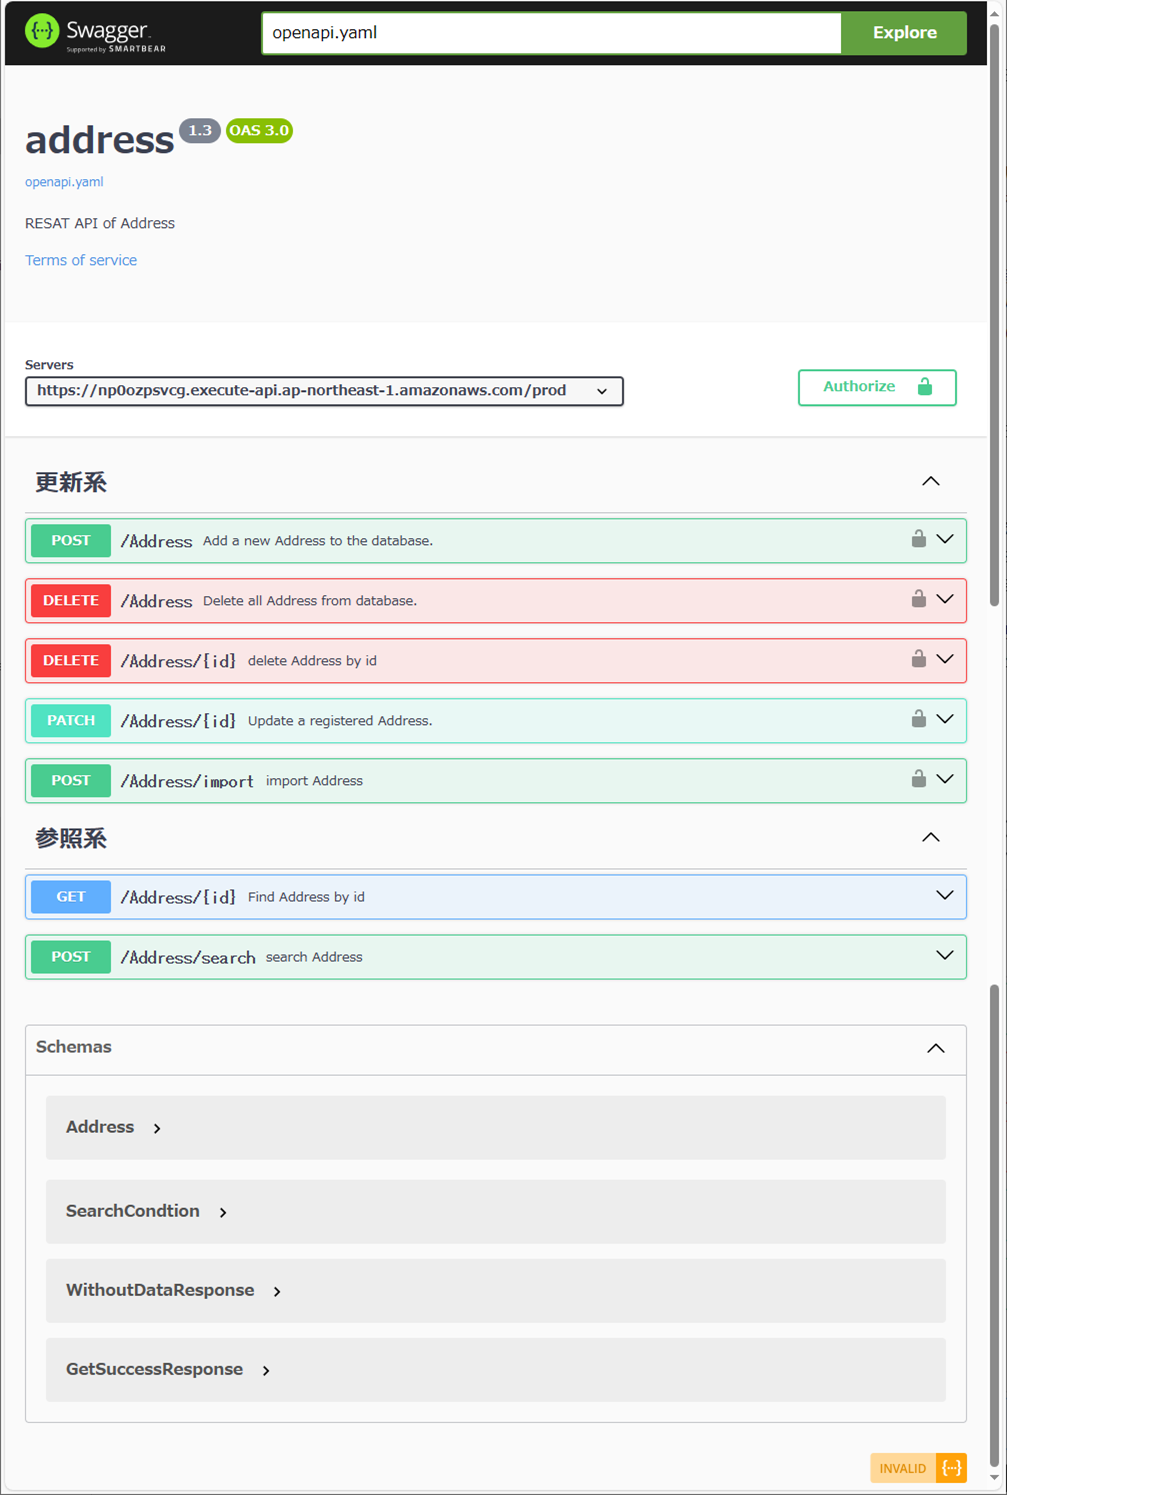 Swagger.
Supported by SMARTBEAR
openapi.yaml
Explore
address 1.3 OAS 3.0
openapi.yaml
RESAT API of Address
Terms of service
Servers
https://np0ozpsvcg.execute-api.ap-northeast-1.amazonaws.com/prod
Authorize
更新系
POST /Address Add a new Address to the database.
DELETE /Address Delete all Address from database.
DELETE /Address/{id} delete Address by id
PATCH /Address/{id} Update a registered Address.
POST /Address/import import Address
参照系
GET /Address/{id} Find Address by id
POST /Address/search search Address
Schemas
Address
SearchCondtion
WithoutDataResponse
GetSuccessResponse
INVALID {...}